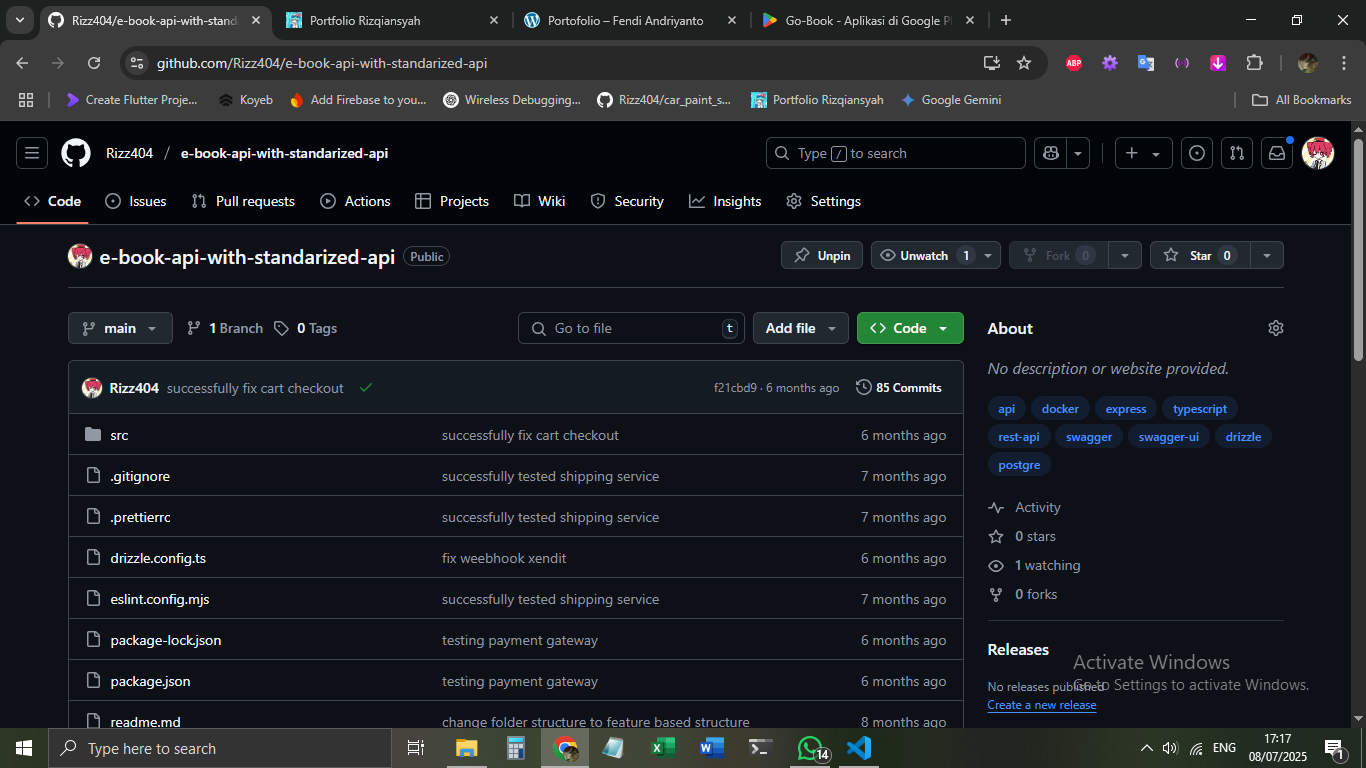 Rizz404/e-book-api-with-standa
Portfolio Rizqiansyah
Portofolio – Fendi Andriyanto
Go-Book - Aplikasi di Google Pl
github.com/Rizz404/e-book-api-with-standarized-api
ABP
Create Flutter Proje...
Koyeb
Add Firebase to you...
Wireless Debugging...
Rizz404/car_paint_s...
Portfolio Rizqiansyah
Google Gemini
All Bookmarks
Rizz404 / e-book-api-with-standarized-api
Type / to search
Code
Issues
Pull requests
Actions
Projects
Wiki
Security
Insights
Settings
e-book-api-with-standarized-api Public
Unpin
Unwatch 1
Fork 0
Star 0
main
1 Branch
0 Tags
Go to file t
Add file
Code
Rizz404 successfully fix cart checkout f21cbd9 · 6 months ago 85 Commits
src successfully fix cart checkout 6 months ago
.gitignore successfully tested shipping service 7 months ago
.prettierrc successfully tested shipping service 7 months ago
drizzle.config.ts fix weebhook xendit 6 months ago
eslint.config.mjs successfully tested shipping service 7 months ago
package-lock.json testing payment gateway 6 months ago
package.json testing payment gateway 6 months ago
readme.md change folder structure to feature based structure 8 months ago
About
No description or website provided.
api docker express typescript
rest-api swagger swagger-ui drizzle
postgre
Activity
0 stars
1 watching
0 forks
Releases
No releases published
Create a new release
Activate Windows
Go to Settings to activate Windows.
Type here to search
14
ENG
17:17
08/07/2025
1